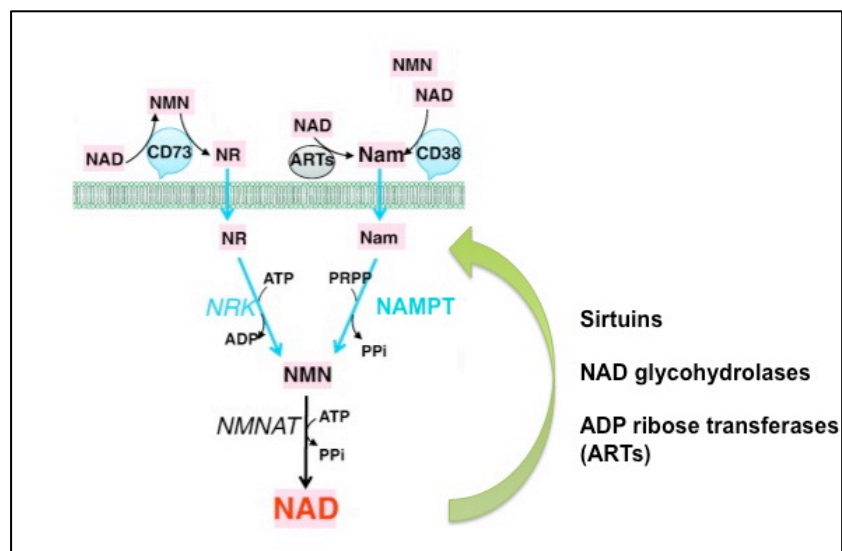 NMN
NMN
NAD
NAD
NAD
CD73
NR
ARTs
Nam
CD38
NR
Nam
ATP
PRPP
NRK
NAMPT
ADP
PPi
NMN
NMNAT
ATP
PPi
NAD
Sirtuins
NAD glycohydrolases
ADP ribose transferases
(ARTs)